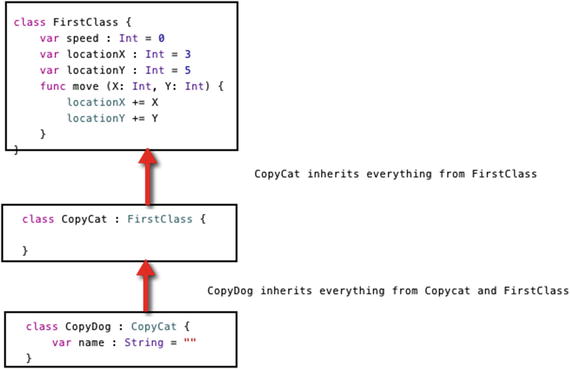 class FirstClass {
var speed : Int = 0
var locationX : Int = 3
var locationY : Int = 5
func move (X: Int, Y: Int) {
locationX += X
locationY += Y
}
}
CopyCat inherits everything from FirstClass
class CopyCat : FirstClass {
}
CopyDog inherits everything from Copycat and FirstClass
class CopyDog : CopyCat {
var name : String = ""
}